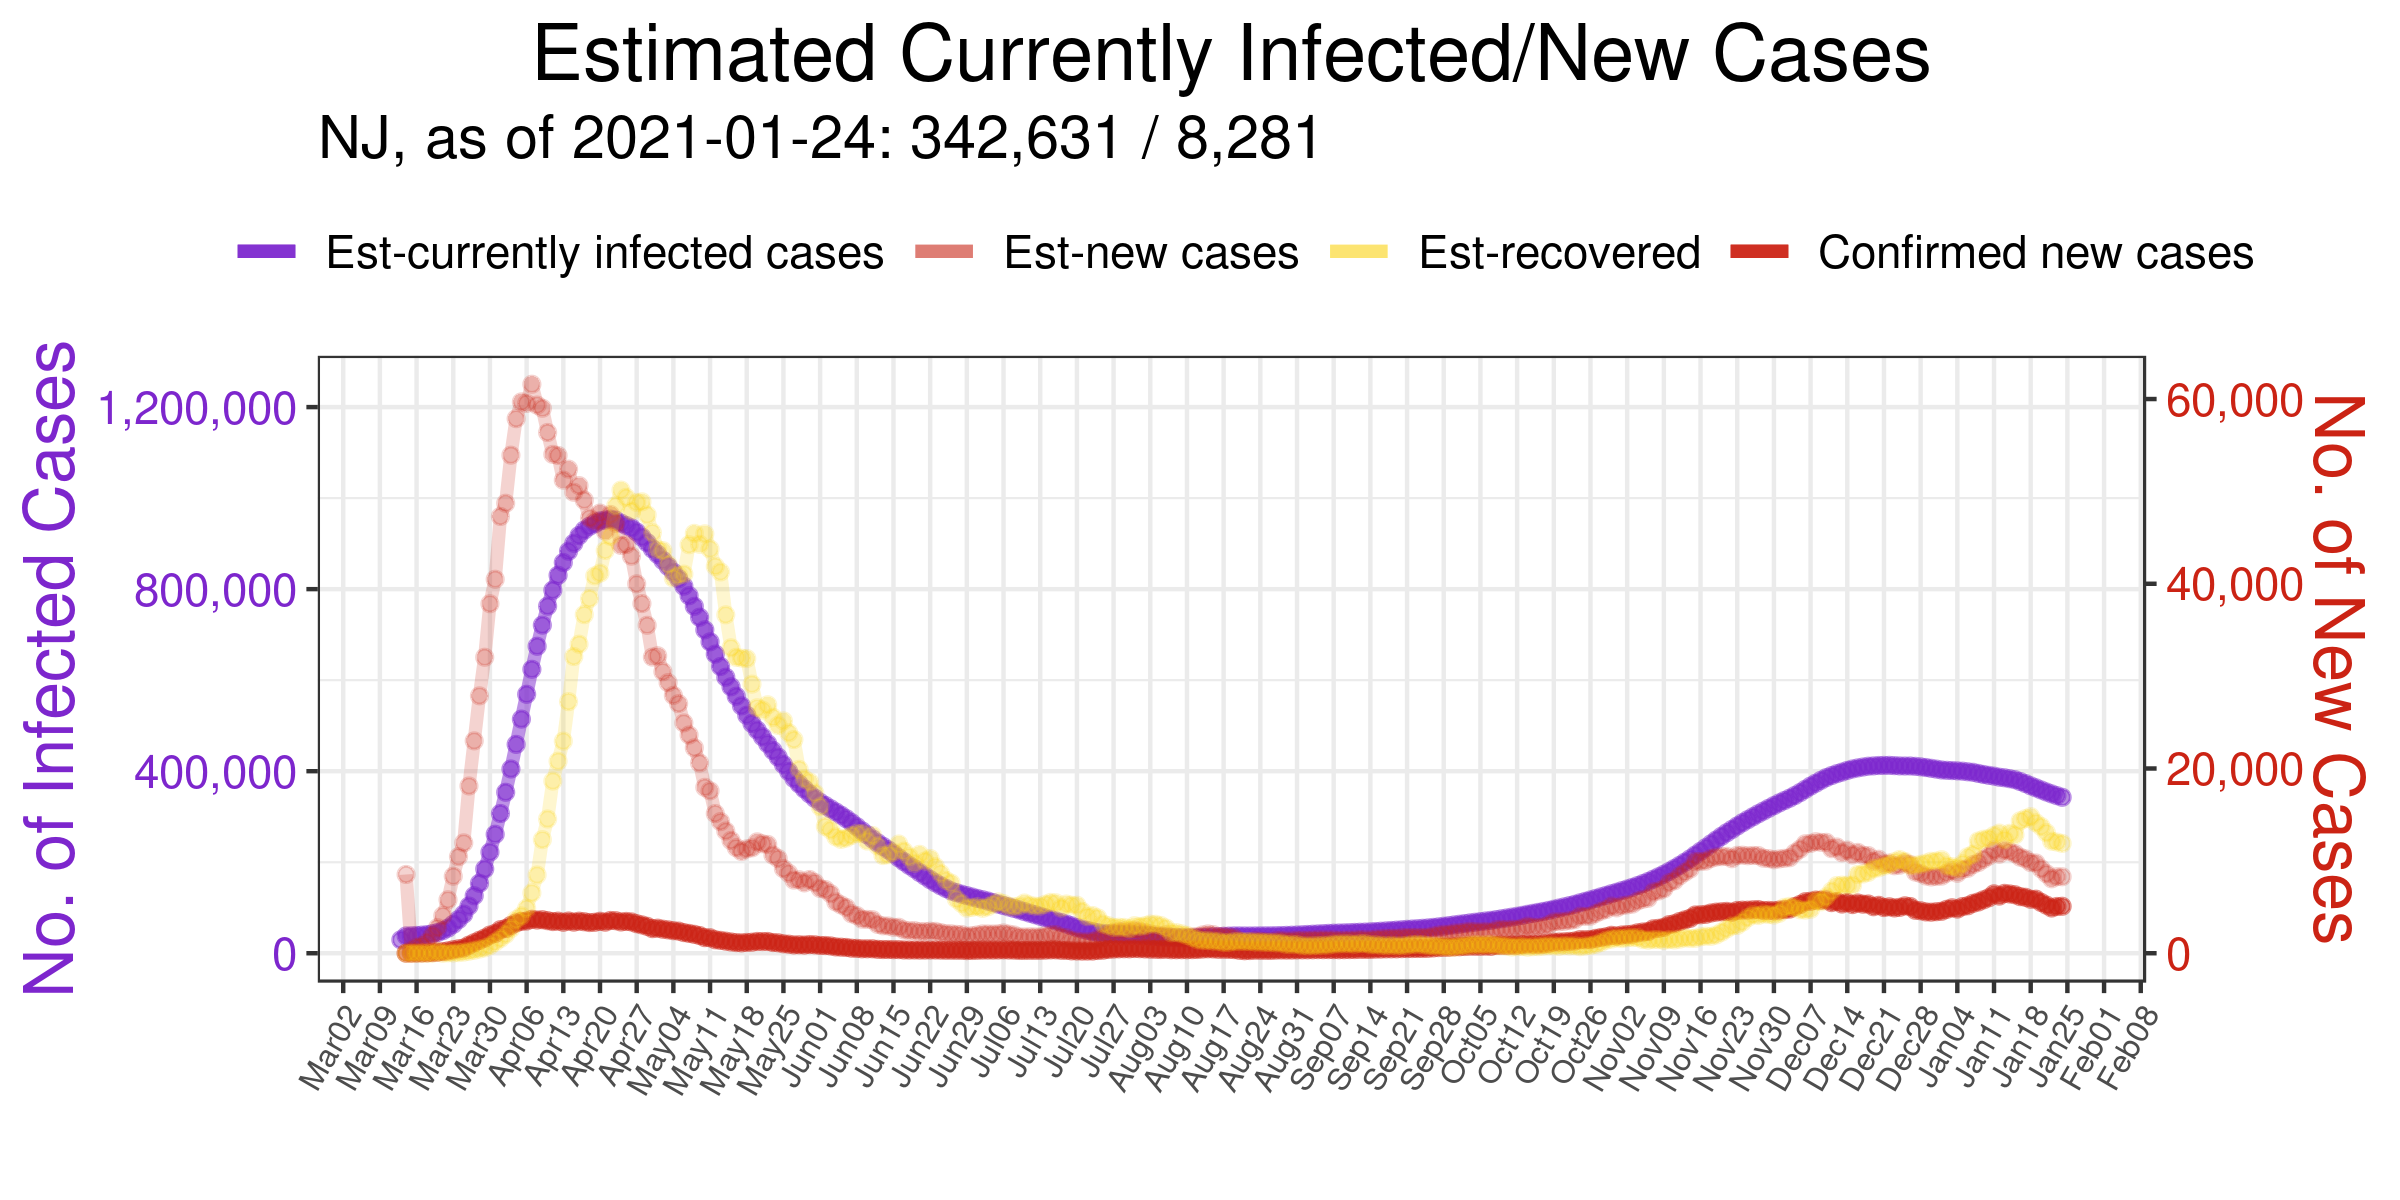 Estimated Currently Infected/New Cases
NJ, as of 2021-01-24: 342,631 / 8,281
Est-currently infected cases Est-new cases Est-recovered Confirmed new cases
No. of Infected Cases
1,200,000
800,000
400,000
0
60,000
40,000
20,000
0
No. of New Cases
Mar02 Mar09 Mar16 Mar23 Mar30 Apr06 Apr13 Apr20 Apr27 May04 May11 May18 May25 Jun01 Jun08 Jun15 Jun22 Jun29 Jul06 Jul13 Jul20 Jul27 Aug03 Aug10 Aug17 Aug24 Aug31 Sep07 Sep14 Sep21 Sep28 Oct05 Oct12 Oct19 Oct26 Nov02 Nov09 Nov16 Nov23 Nov30 Dec07 Dec14 Dec21 Dec28 Jan04 Jan11 Jan18 Jan25 Feb01 Feb08